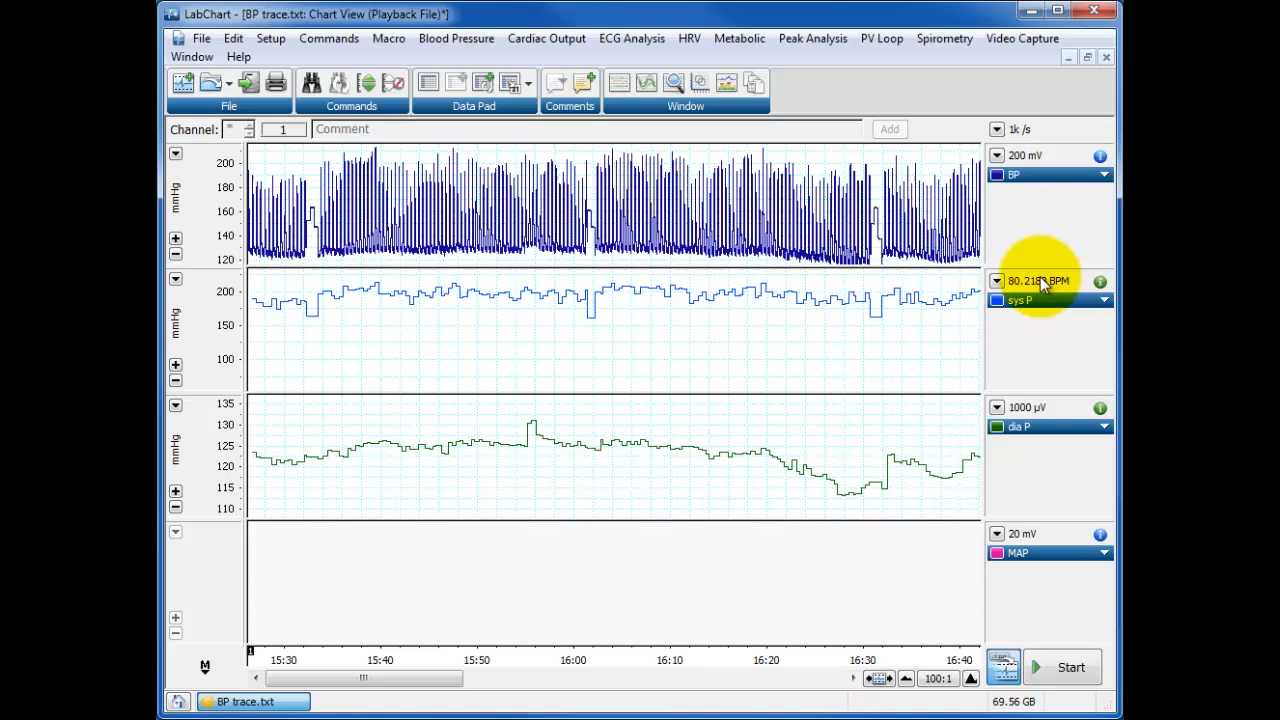 LabChart - [BP trace.txt: Chart View (Playback File)*]
File Edit Setup Commands Macro Blood Pressure Cardiac Output ECG Analysis HRV Metabolic Peak Analysis PV Loop Spirometry Video Capture
Window Help
File Commands Data Pad Comments Window
Channel: * 1 Comment Add 1k /s
200 mV
BP
200
180
160
140
120
mmHg
80.218 BPM
sys P
200
150
100
mmHg
1000 µV
dia P
135
130
125
120
115
110
mmHg
20 mV
MAP
1
M
15:30 15:40 15:50 16:00 16:10 16:20 16:30 16:40
100:1
Start
BP trace.txt
69.56 GB